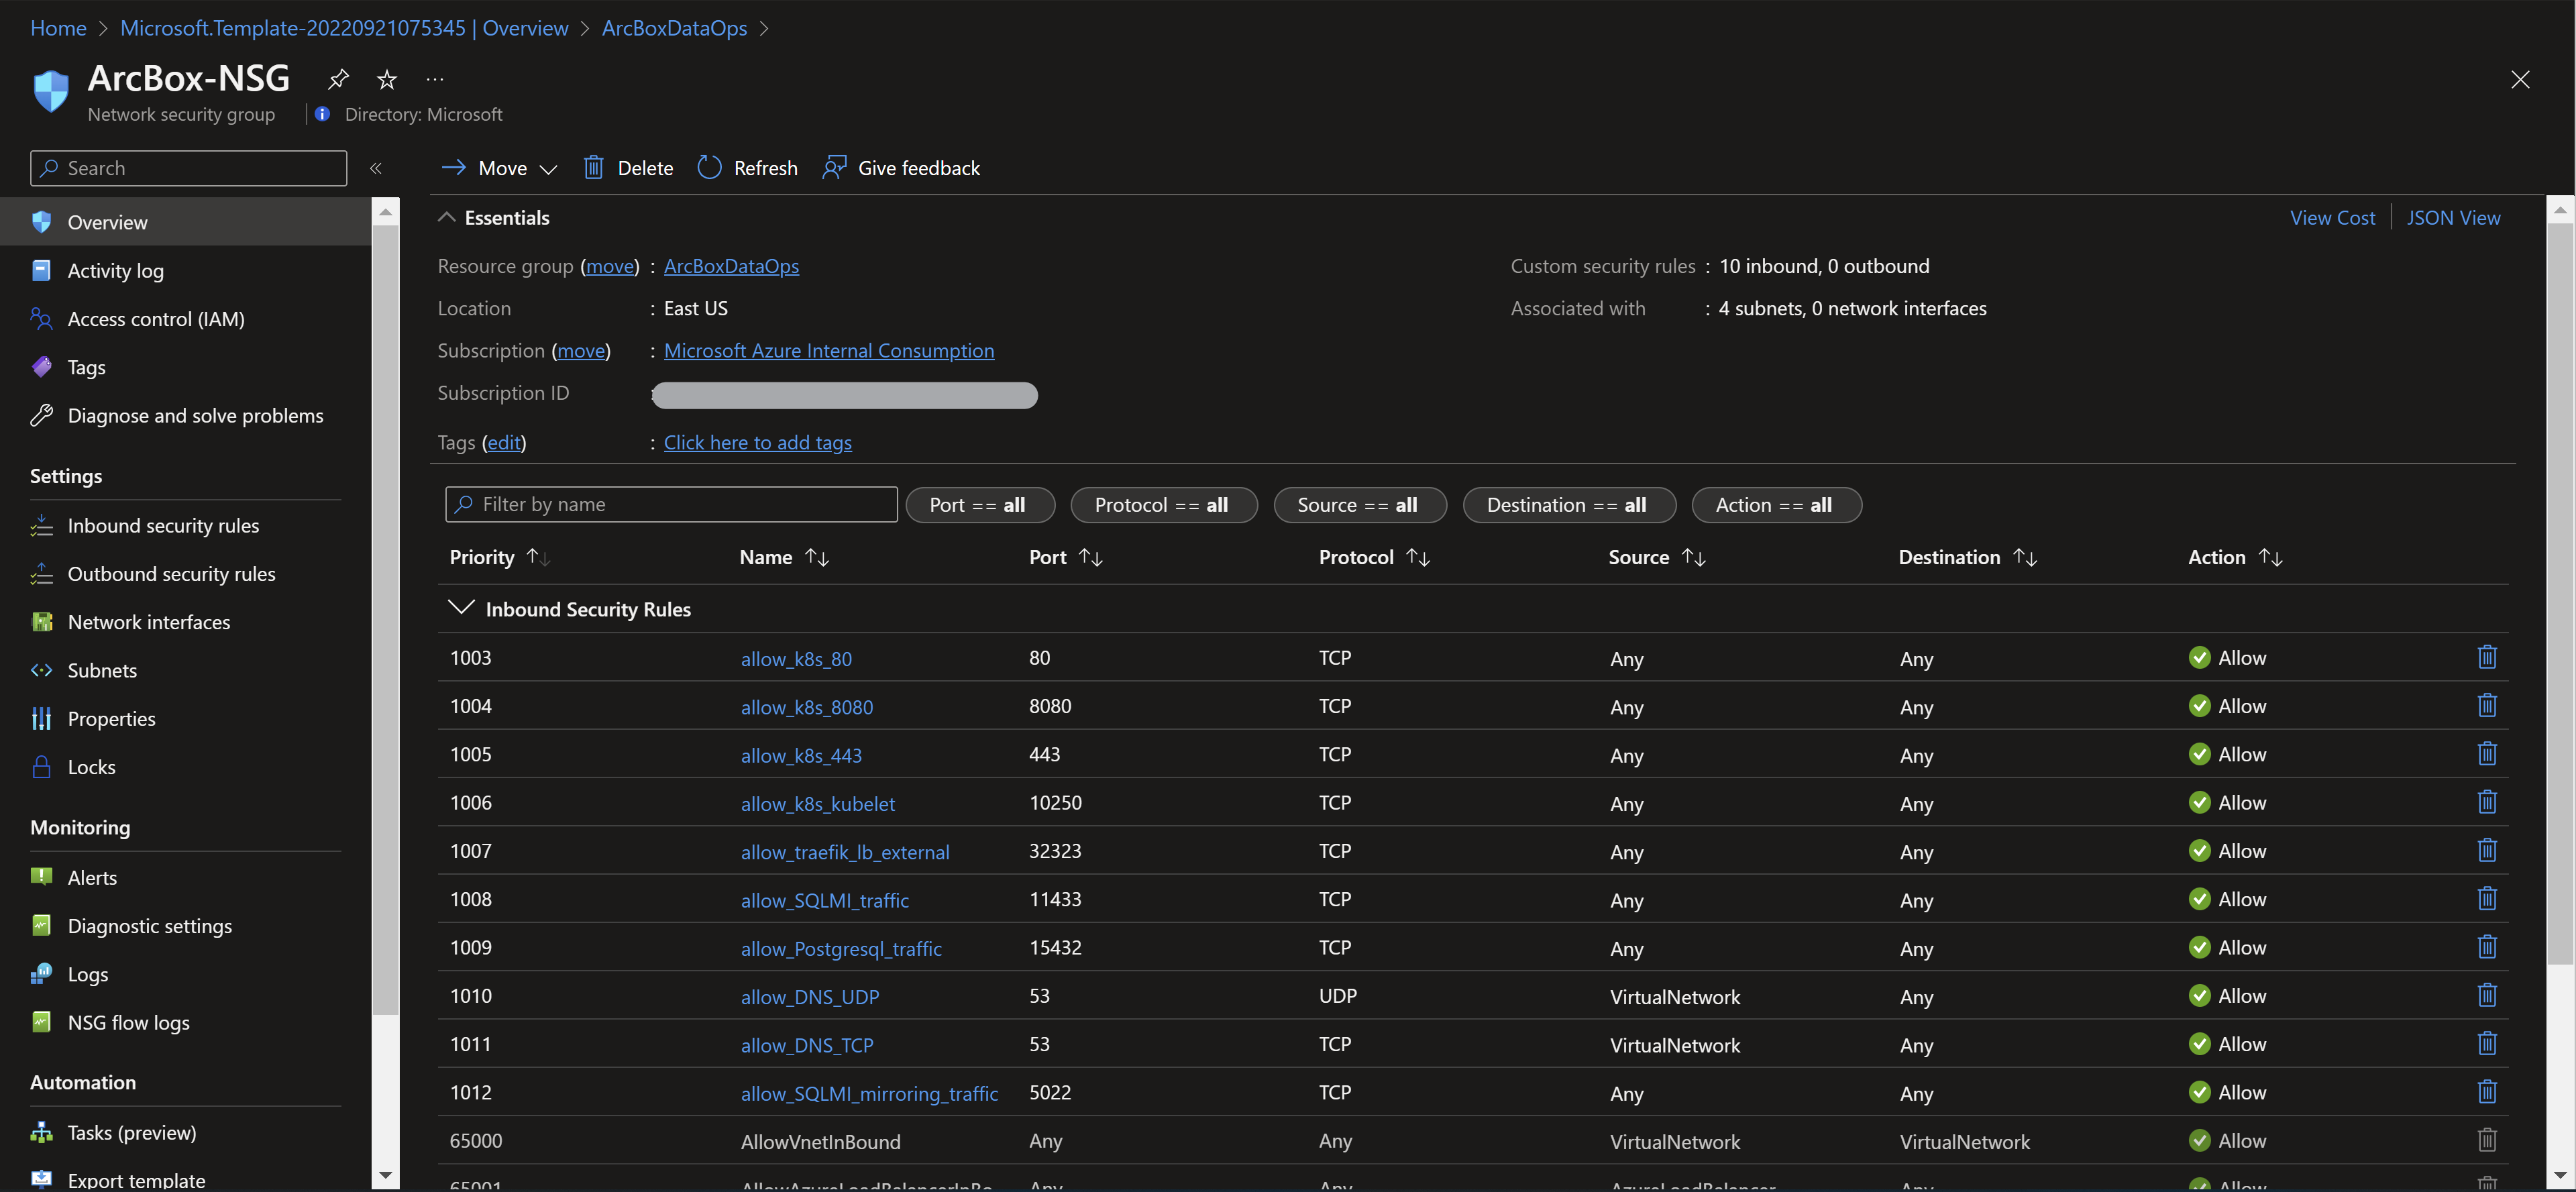 Home > Microsoft.Template-20220921075345 | Overview > ArcBoxDataOps >
ArcBox-NSG ...
Network security group | Directory: Microsoft
Search «
Move Delete Refresh Give feedback
Overview
Activity log
Access control (IAM)
Tags
Diagnose and solve problems
Settings
Inbound security rules
Outbound security rules
Network interfaces
Subnets
Properties
Locks
Monitoring
Alerts
Diagnostic settings
Logs
NSG flow logs
Automation
Tasks (preview)
Export template
Essentials
View Cost | JSON View
Resource group (move) : ArcBoxDataOps
Location : East US
Subscription (move) : Microsoft Azure Internal Consumption
Subscription ID :
Tags (edit) : Click here to add tags
Custom security rules : 10 inbound, 0 outbound
Associated with : 4 subnets, 0 network interfaces
Filter by name Port == all Protocol == all Source == all Destination == all Action == all
Priority ↑↓ Name ↑↓ Port ↑↓ Protocol ↑↓ Source ↑↓ Destination ↑↓ Action ↑↓
Inbound Security Rules
1003 allow_k8s_80 80 TCP Any Any Allow
1004 allow_k8s_8080 8080 TCP Any Any Allow
1005 allow_k8s_443 443 TCP Any Any Allow
1006 allow_k8s_kubelet 10250 TCP Any Any Allow
1007 allow_traefik_lb_external 32323 TCP Any Any Allow
1008 allow_SQLMI_traffic 11433 TCP Any Any Allow
1009 allow_Postgresql_traffic 15432 TCP Any Any Allow
1010 allow_DNS_UDP 53 UDP VirtualNetwork Any Allow
1011 allow_DNS_TCP 53 TCP VirtualNetwork Any Allow
1012 allow_SQLMI_mirroring_traffic 5022 TCP Any Any Allow
65000 AllowVnetInBound Any Any VirtualNetwork VirtualNetwork Allow
65001 AllowAzureLoadBalancerInBo Any Any AzureLoadBalancer Any Allow